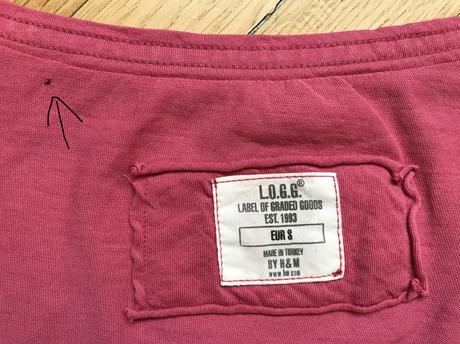 L.O.G.G.®
LABEL OF GRADED GOODS
EST. 1993
EUR S
MADE IN TURKEY
BY H&M
www.hm.com